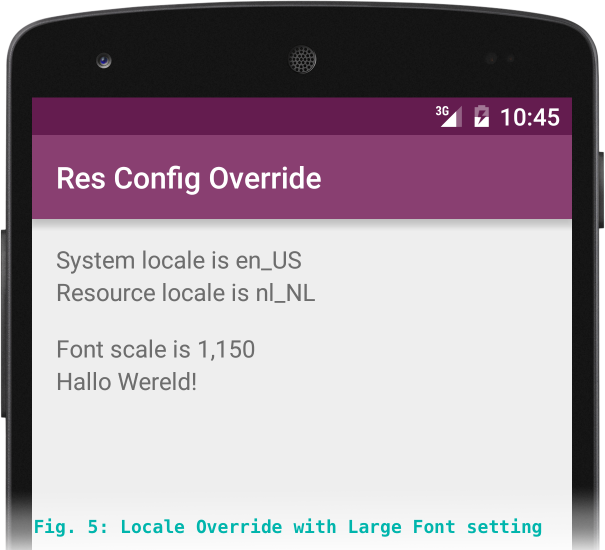 3G 10:45
Res Config Override
System locale is en_US
Resource locale is nl_NL
Font scale is 1,150
Hallo Wereld!
Fig. 5: Locale Override with Large Font setting